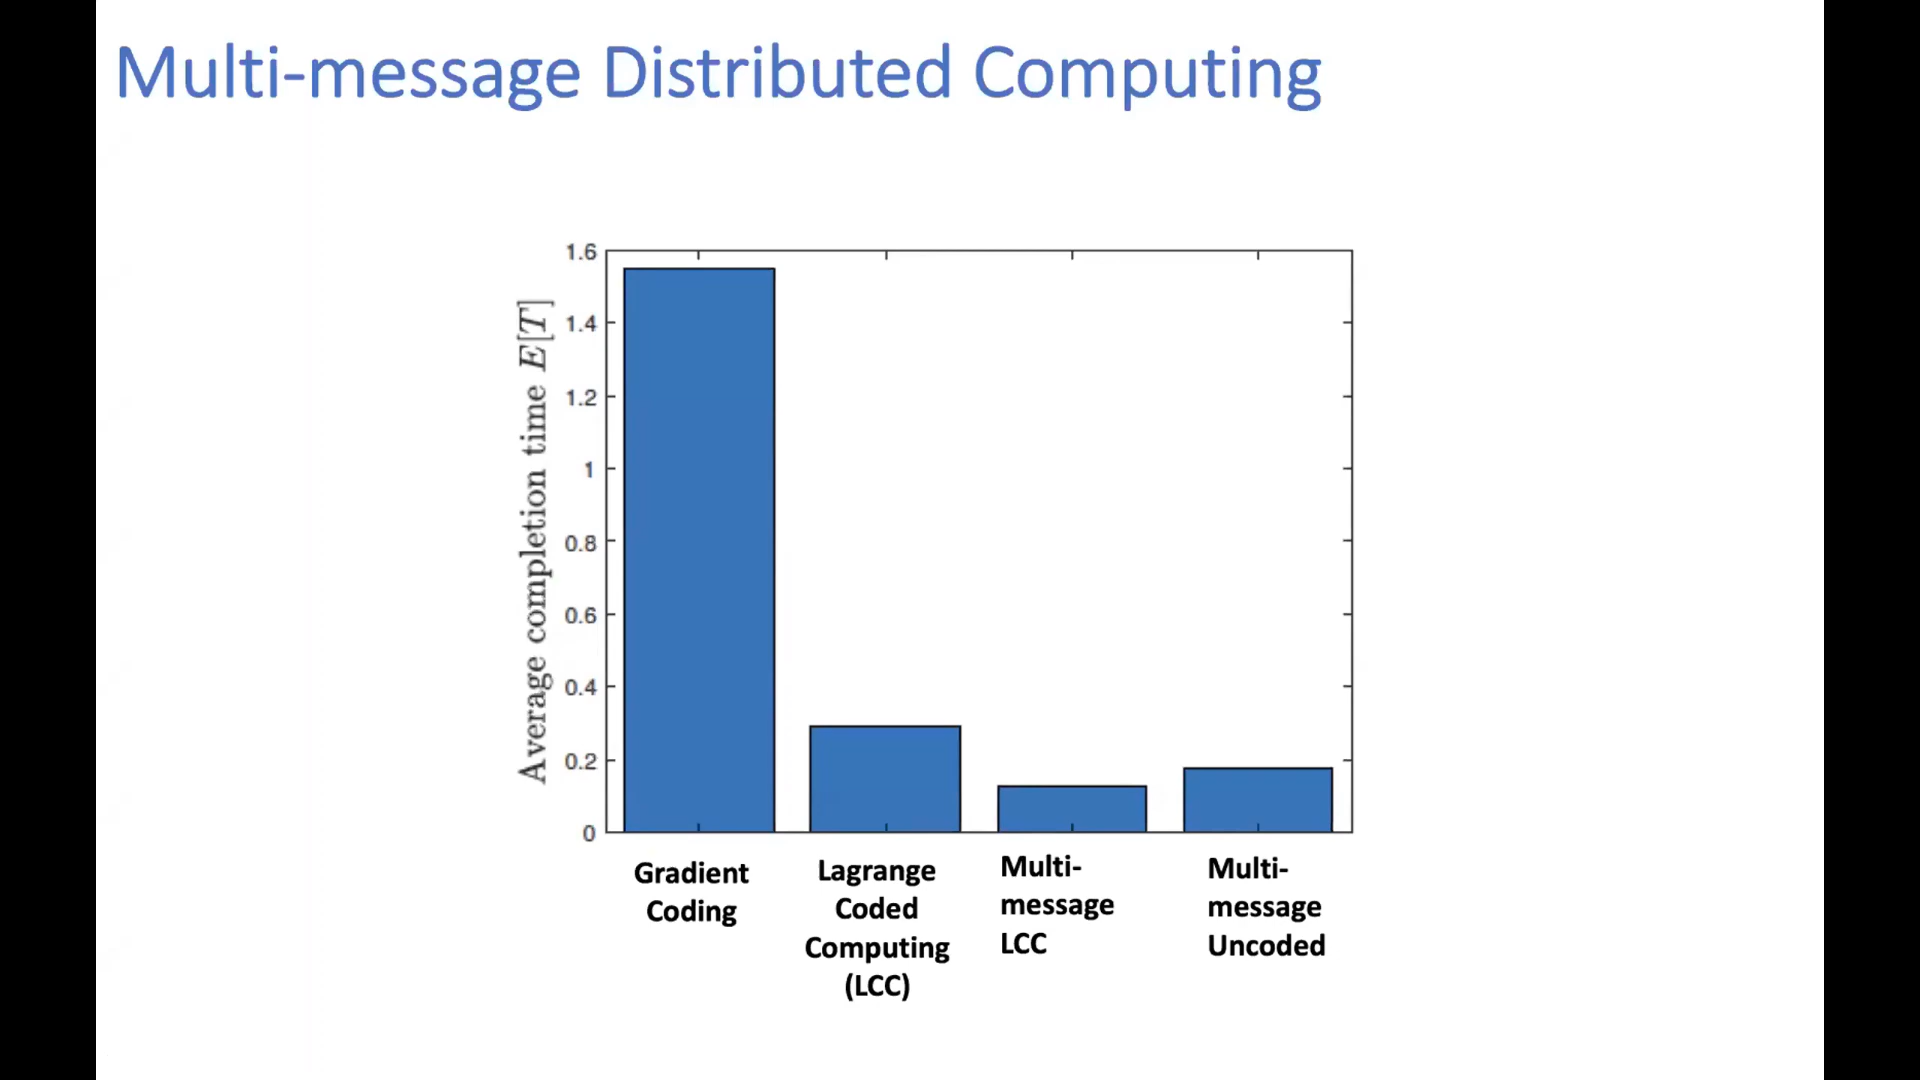 Multi-message Distributed Computing
Average completion time E[T]
1.6
1.4
1.2
1
0.8
0.6
0.4
0.2
0
Gradient
Coding
Lagrange
Coded
Computing
(LCC)
Multi-
message
LCC
Multi-
message
Uncoded